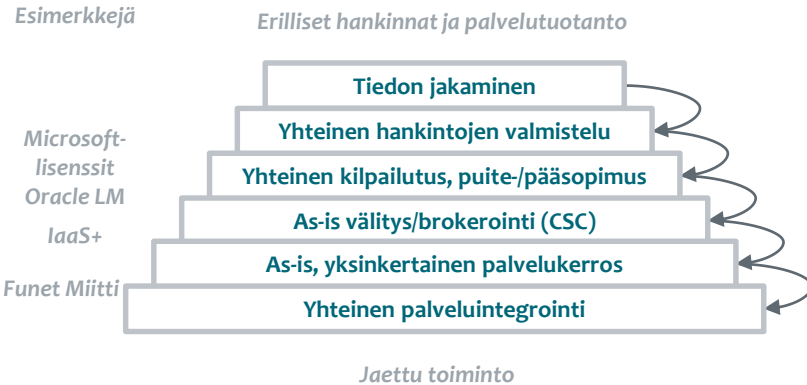 Esimerkkejä
Erilliset hankinnat ja palvelutuotanto
Tiedon jakaminen
Yhteinen hankintojen valmistelu
Microsoft-
lisenssit
Oracle LM
Yhteinen kilpailutus, puite-/pääsopimus
As-is välitys/brokerointi (CSC)
IaaS+
As-is, yksinkertainen palvelukerros
Funet Miitti
Yhteinen palveluintegrointi
Jaettu toiminto